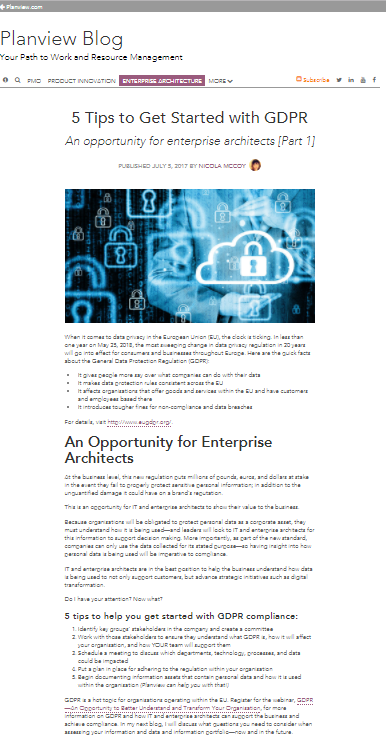 Planview.com
Planview Blog
Your Path to Work and Resource Management
PMO PRODUCT INNOVATION ENTERPRISE ARCHITECTURE MORE
Subscribe
5 Tips to Get Started with GDPR
An opportunity for enterprise architects [Part 1]
PUBLISHED JULY 5, 2017 BY NICOLA MCCOY
When it comes to data privacy in the European Union (EU), the clock is ticking. In less than
one year on May 25, 2018, the most sweeping change in data privacy regulation in 20 years
will go into effect for consumers and businesses throughout Europe. Here are the quick facts
about the General Data Protection Regulation (GDPR):
• It gives people more say over what companies can do with their data
• It makes data protection rules consistent across the EU
• It affects organisations that offer goods and services within the EU and have customers
and employees based there
• It introduces tougher fines for non-compliance and data breaches
For details, visit http://www.eugdpr.org/.
An Opportunity for Enterprise
Architects
At the business level, this new regulation puts millions of pounds, euros, and dollars at stake
in the event they fail to properly protect sensitive personal information; in addition to the
unquantified damage it could have on a brand's reputation.
This is an opportunity for IT and enterprise architects to show their value to the business.
Because organisations will be obligated to protect personal data as a corporate asset, they
must understand how it is being used—and leaders will look to IT and enterprise architects for
this information to support decision making. More importantly, as part of the new standard,
companies can only use the data collected for its stated purpose—so having insight into how
personal data is being used will be imperative to compliance.
IT and enterprise architects are in the best position to help the business understand how data
is being used to not only support customers, but advance strategic initiatives such as digital
transformation.
Do I have your attention? Now what?
5 tips to help you get started with GDPR compliance:
1. Identify key groups' stakeholders in the company and create a committee
2. Work with those stakeholders to ensure they understand what GDPR is, how it will affect
your organisation, and how YOUR team will support them
3. Schedule a meeting to discuss which departments, technology, processes, and data
could be impacted
4. Put a plan in place for adhering to the regulation within your organisation
5. Begin documenting information assets that contain personal data and how it is used
within the organisation (Planview can help you with that!)
GDPR is a hot topic for organisations operating within the EU. Register for the webinar, GDPR
—An Opportunity to Better Understand and Transform Your Organisation, for more
information on GDPR and how IT and enterprise architects can support the business and
achieve compliance. In my next blog, I will discuss what questions you need to consider when
assessing your information and data and information portfolio—now and in the future.